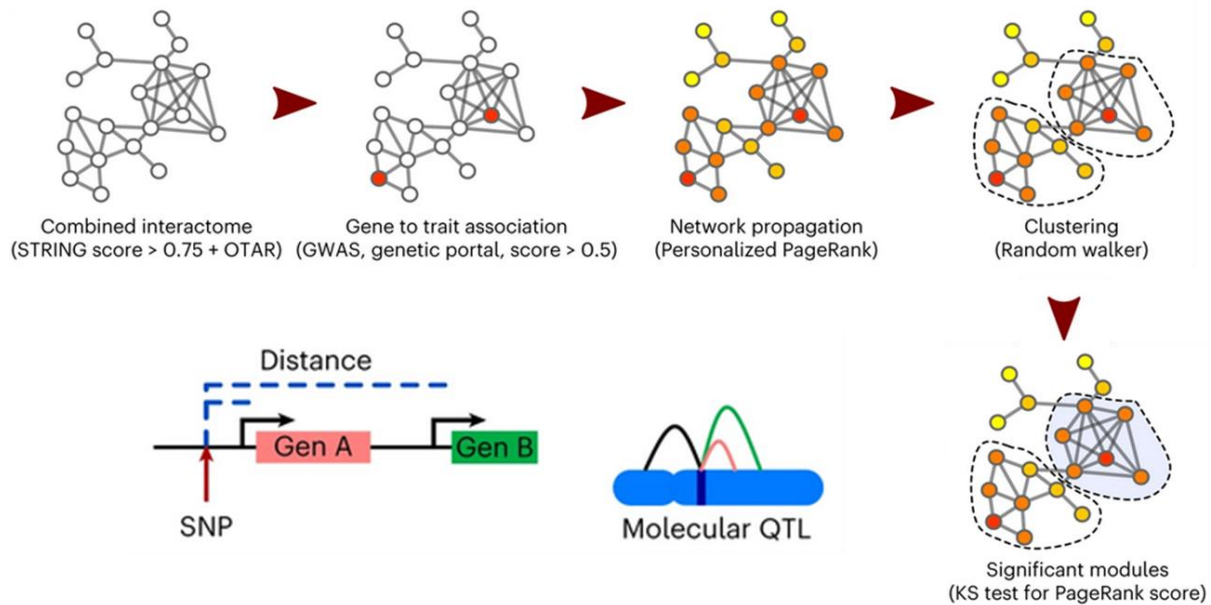 Combined interactome
(STRING score > 0.75 + OTAR)
Gene to trait association
(GWAS, genetic portal, score > 0.5)
Network propagation
(Personalized PageRank)
Clustering
(Random walker)
Distance
Gen A
Gen B
SNP
Molecular QTL
Significant modules
(KS test for PageRank score)